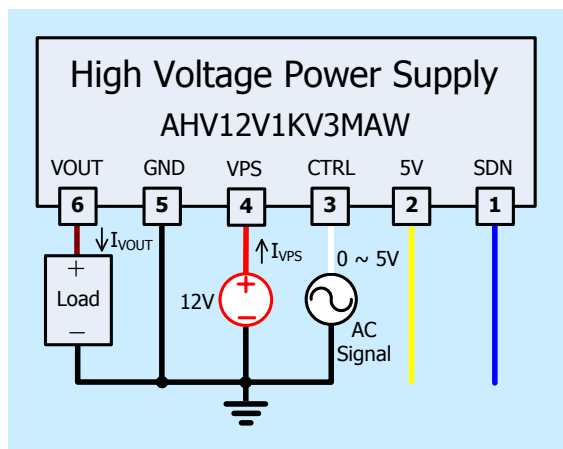 High Voltage Power Supply
AHV12V1KV3MAW
VOUT GND VPS CTRL 5V SDN
6 5 4 3 2 1
IVOUT IVPS 0 ~ 5V
+ +
Load 12V
− −
AC
Signal